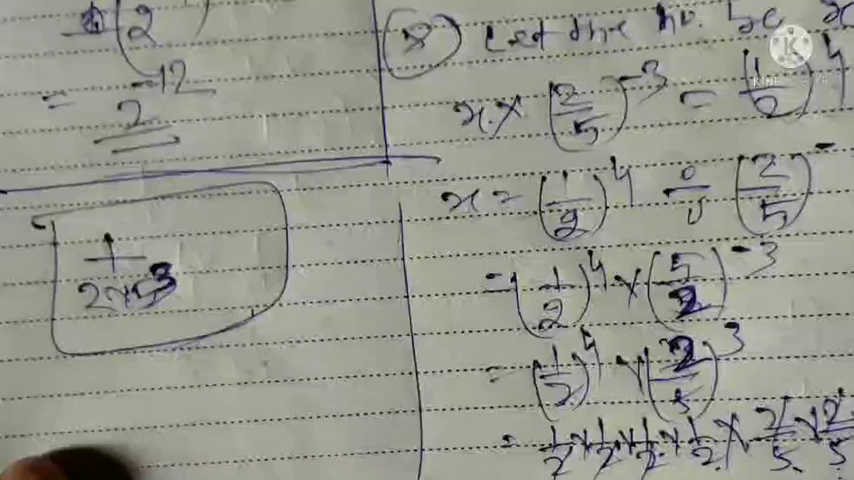 2
= 2^-12
1/(2×5^3)
8) Let the no. be x
x × (2/5)^-3 = (1/2)^4
x = (1/2)^4 ÷ (2/5)^-
= (1/2)^4 × (5/2)^-3
= (1/2)^4 × (2/5)^3
= 1/2 × 1/2 × 1/2 × 1/2 × 2/5 × 2/5
KINEMASTER